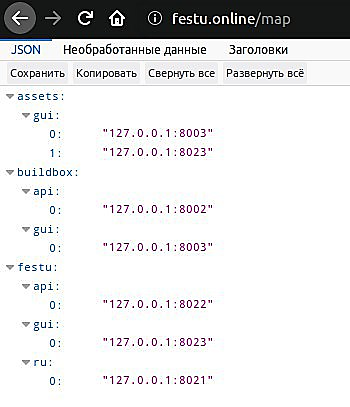 festu.online/map
JSON Необработанные данные Заголовки
Сохранить Копировать Свернуть все Развернуть всё
assets:
gui:
0: "127.0.0.1:8003"
1: "127.0.0.1:8023"
buildbox:
api:
0: "127.0.0.1:8002"
gui:
0: "127.0.0.1:8003"
festu:
api:
0: "127.0.0.1:8022"
gui:
0: "127.0.0.1:8023"
ru:
0: "127.0.0.1:8021"